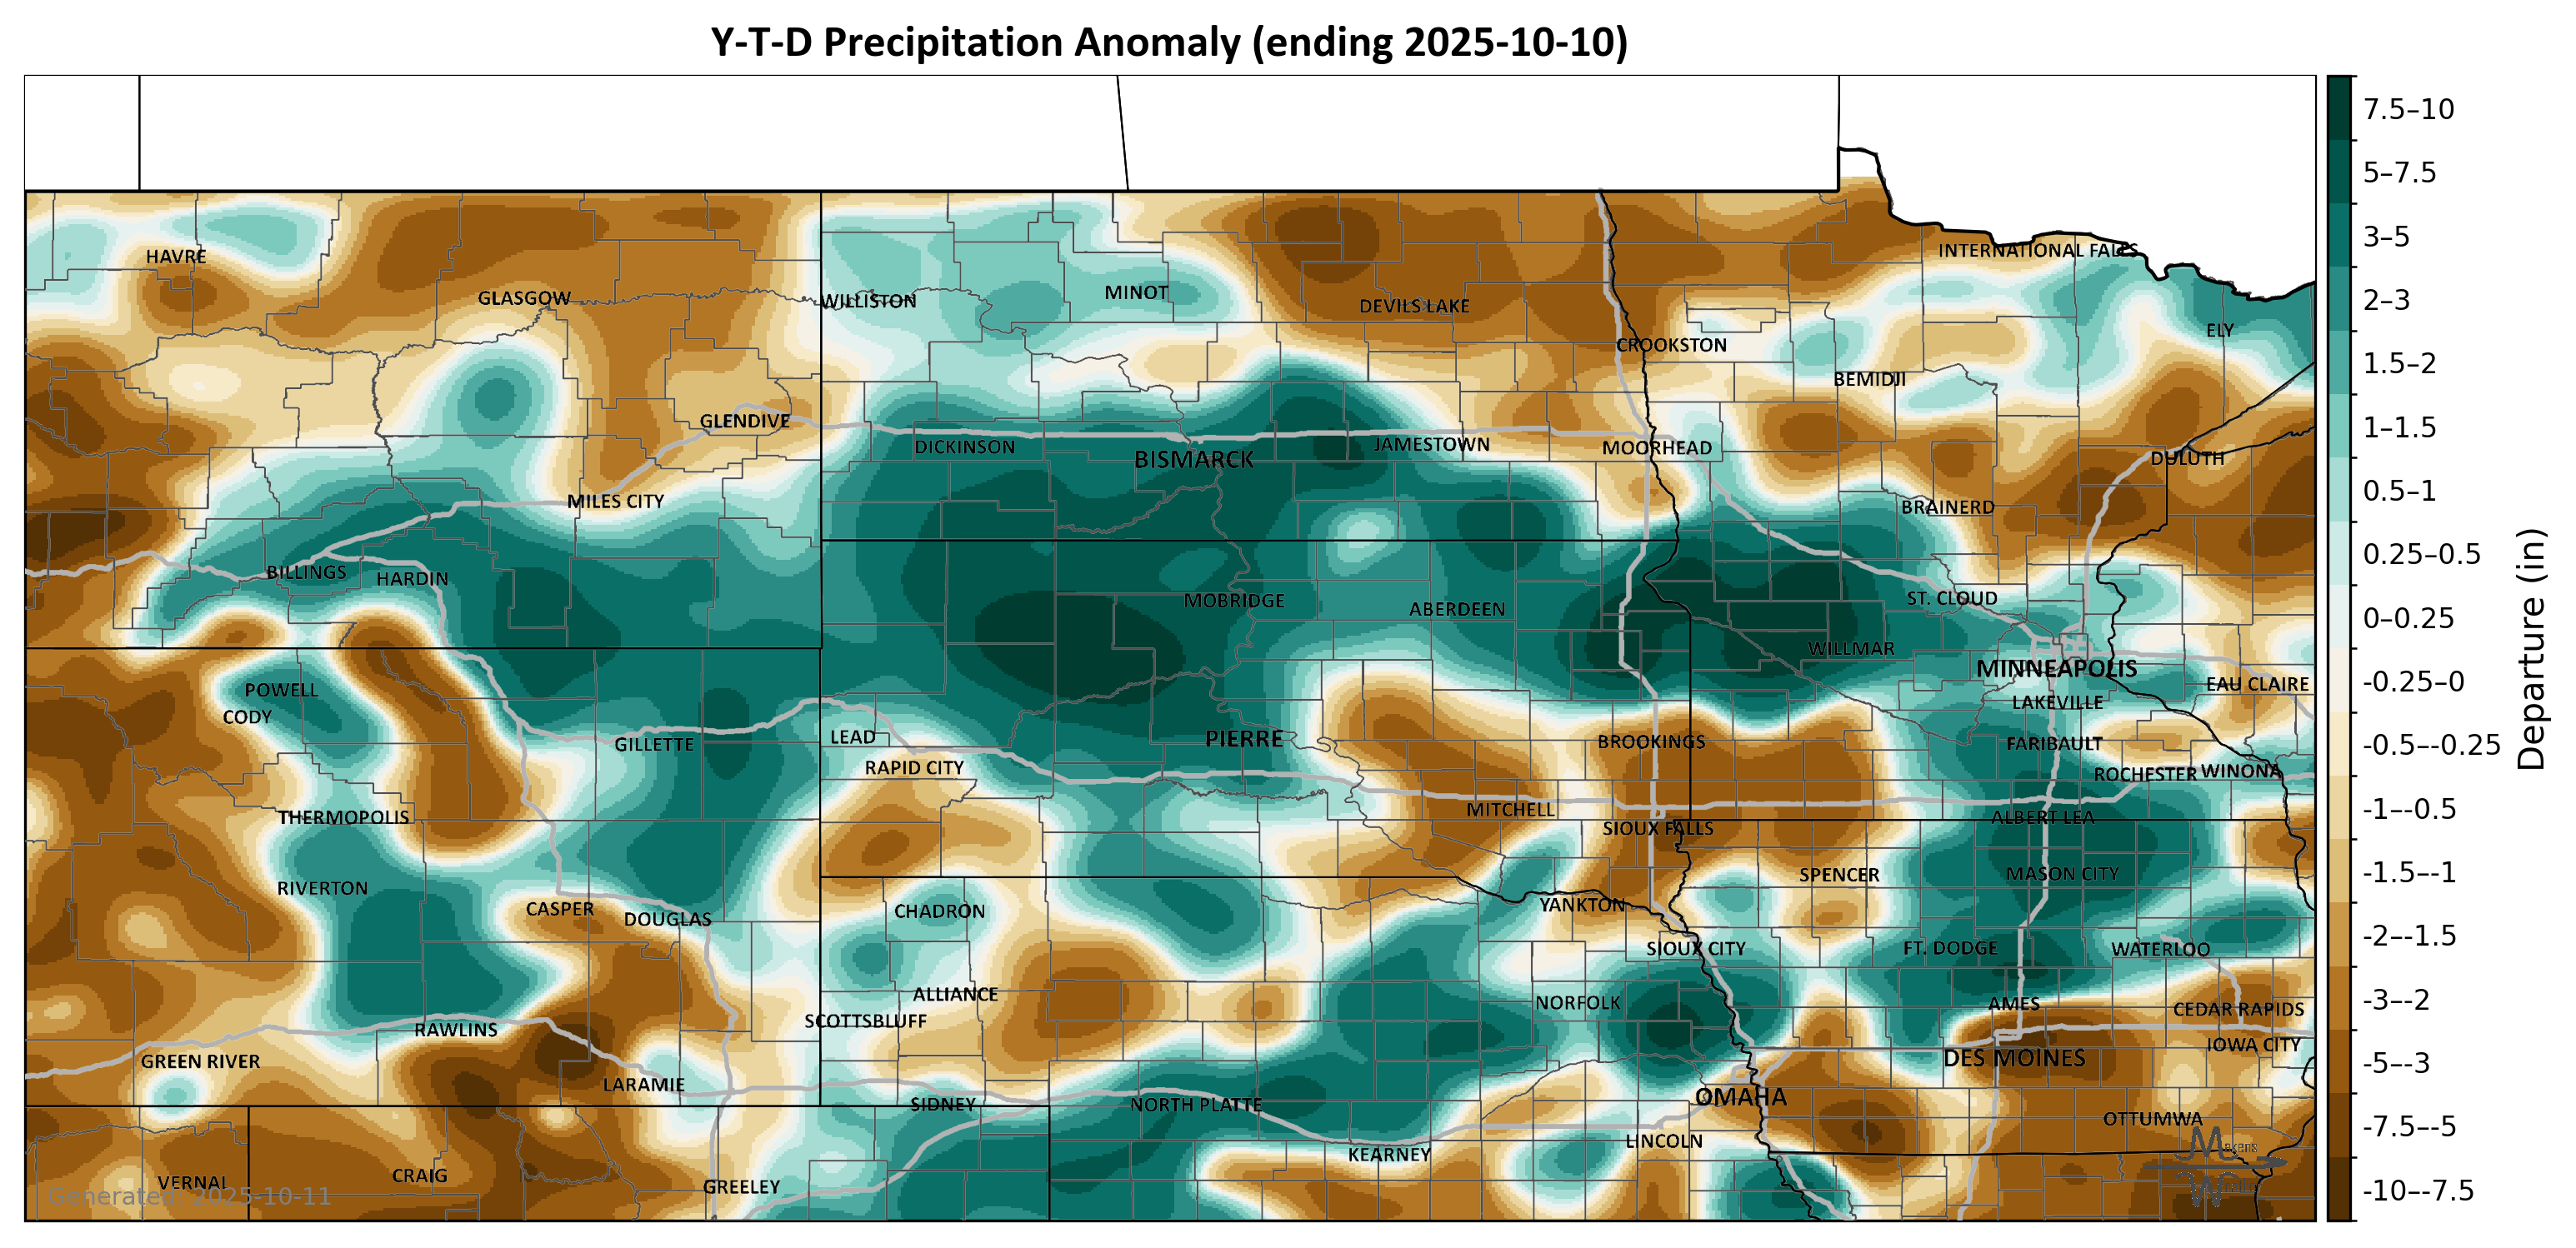 Y-T-D Precipitation Anomaly (ending 2025-10-10)
7.5–10
5–7.5
3–5
2–3
1.5–2
1–1.5
0.5–1
0.25–0.5
0–0.25
-0.25–0
-0.5–-0.25
-1–-0.5
-1.5–-1
-2–-1.5
-3–-2
-5–-3
-7.5–-5
-10–-7.5
Departure (in)
INTERNATIONAL FALLS
HAVRE
GLASGOW
WILLISTON
MINOT
DEVILS LAKE
ELY
CROOKSTON
BEMIDJI
GLENDIVE
DICKINSON
BISMARCK
JAMESTOWN
MOORHEAD
DULUTH
MILES CITY
BRAINERD
BILLINGS
HARDIN
MOBRIDGE
ABERDEEN
ST. CLOUD
WILLMAR
MINNEAPOLIS
POWELL
EAU CLAIRE
CODY
LAKEVILLE
GILLETTE
LEAD
PIERRE
BROOKINGS
FARIBAULT
RAPID CITY
ROCHESTER
WINONA
THERMOPOLIS
MITCHELL
ALBERT LEA
SIOUX FALLS
RIVERTON
SPENCER
MASON CITY
CASPER
DOUGLAS
CHADRON
YANKTON
SIOUX CITY
FT. DODGE
WATERLOO
ALLIANCE
NORFOLK
AMES
CEDAR RAPIDS
SCOTTSBLUFF
RAWLINS
GREEN RIVER
DES MOINES
IOWA CITY
LARAMIE
SIDNEY
NORTH PLATTE
OMAHA
OTTUMWA
LINCOLN
KEARNEY
VERNAL
CRAIG
GREELEY
Generated: 2025-10-11